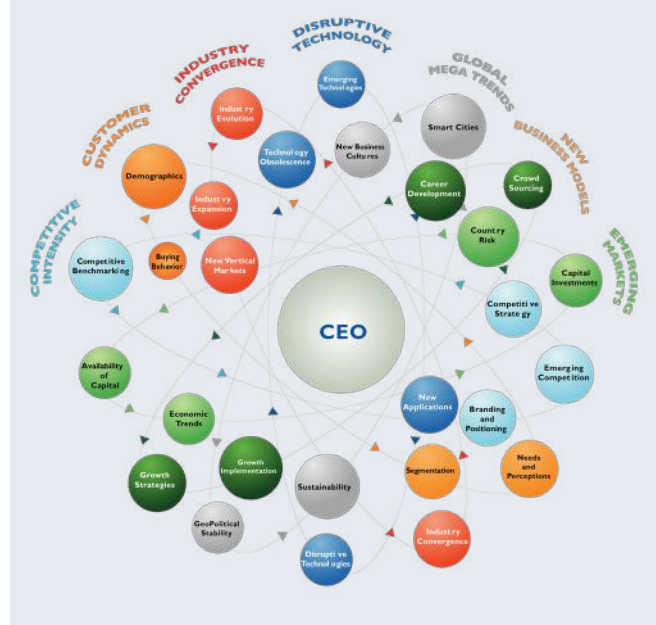 DISRUPTIVE
TECHNOLOGY
INDUSTRY
CONVERGENCE
GLOBAL
MEGA TRENDS
CUSTOMER
DYNAMICS
NEW
BUSINESS MODELS
COMPETITIVE
INTENSITY
EMERGING
MARKETS
Emerging
Technologies
Industry
Evolution
Smart Cities
Technology
Obsolescence
New Business
Cultures
Demographics
Career
Development
Crowd
Sourcing
Industry
Expansion
Country
Risk
Competitive
Benchmarking
Buying
Behavior
New Vertical
Markets
Capital
Investments
Competitive
Strategy
CEO
Availability
of
Capital
Emerging
Competition
New
Applications
Economic
Trends
Branding
and
Positioning
Growth
Strategies
Growth
Implementation
Sustainability
Segmentation
Needs
and
Perceptions
GeoPolitical
Stability
Industry
Convergence
Disruptive
Technologies